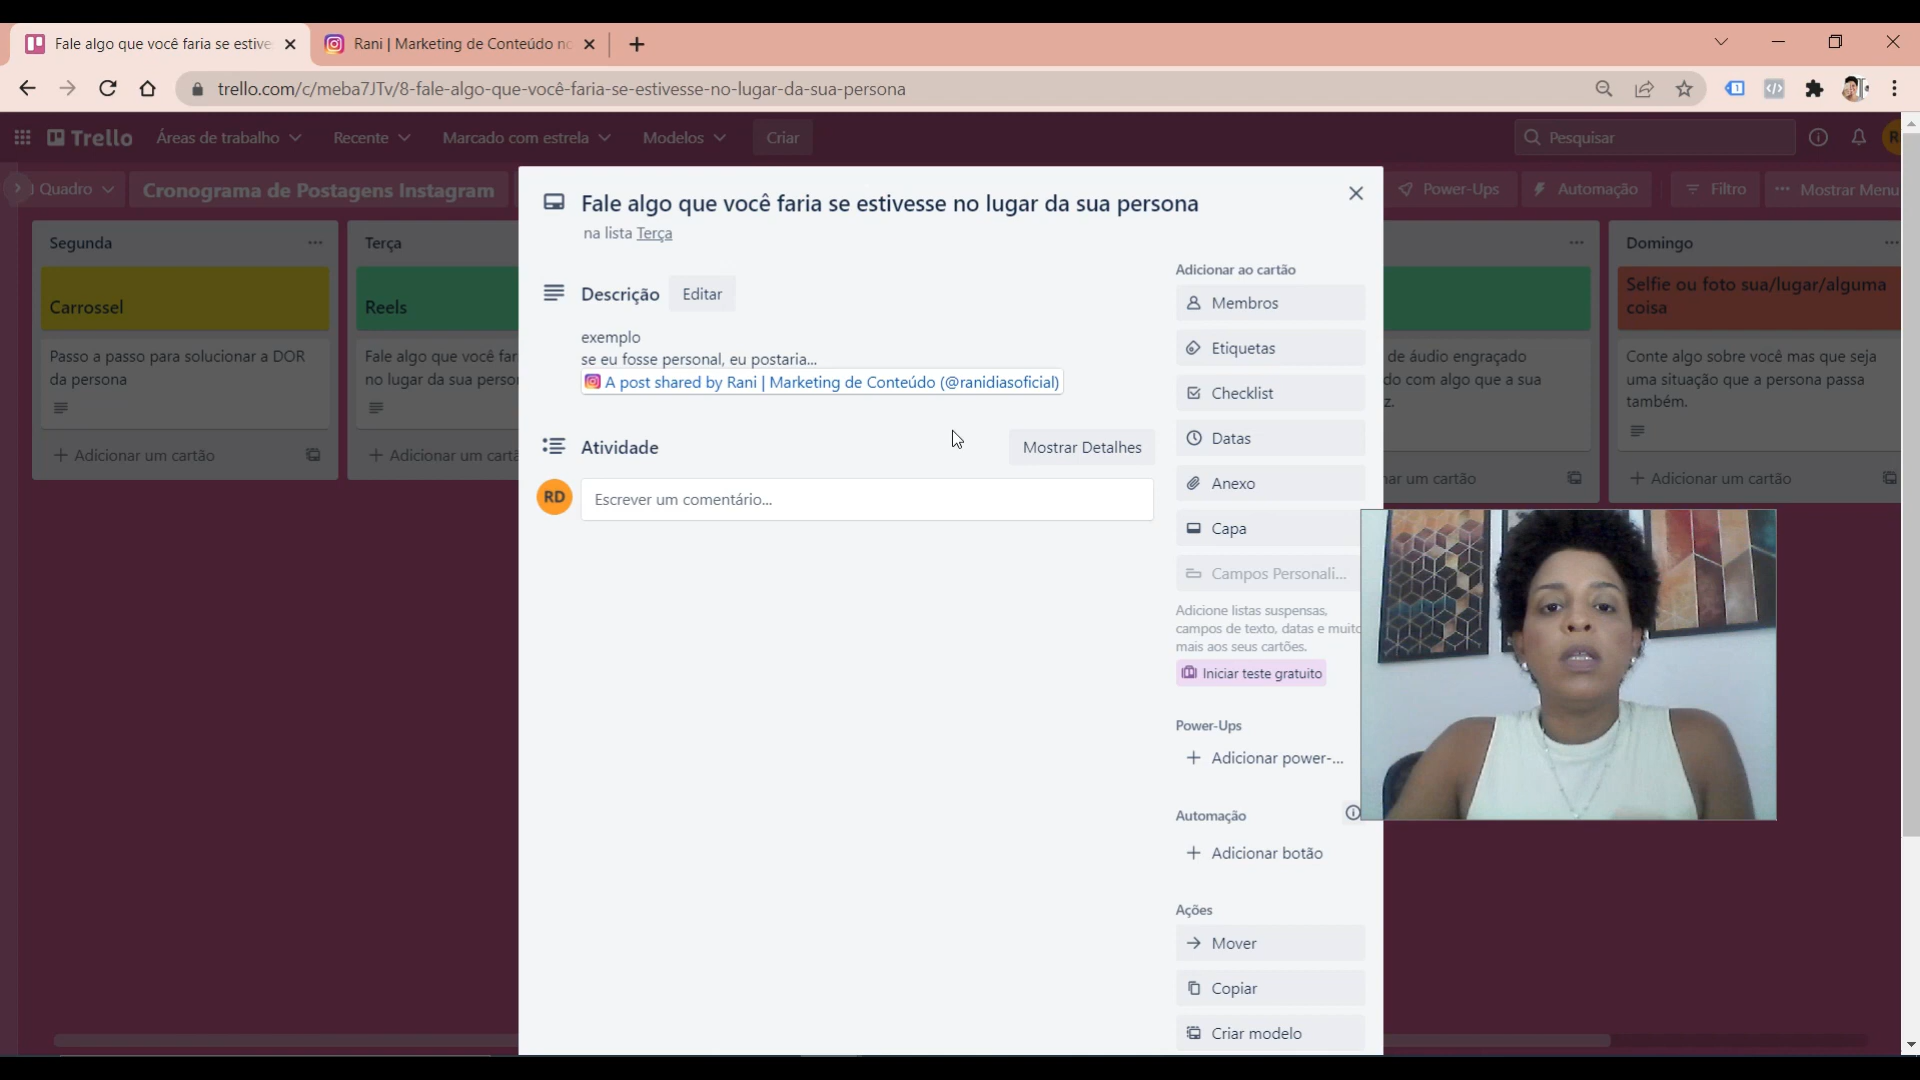 Fale algo que você faria se estive
Rani | Marketing de Conteúdo no
trello.com/c/meba7JTv/8-fale-algo-que-você-faria-se-estivesse-no-lugar-da-sua-persona
Trello
Áreas de trabalho
Recente
Marcado com estrela
Modelos
Criar
Pesquisar
Quadro
Cronograma de Postagens Instagram
Power-Ups
Automação
Filtro
Mostrar Menu
Segunda
Carrossel
Passo a passo para solucionar a DOR
da persona
Adicionar um cartão
Terça
Reels
Fale algo que você far
no lugar da sua perso
Adicionar um cartã
Fale algo que você faria se estivesse no lugar da sua persona
na lista Terça
Descrição
Editar
exemplo
se eu fosse personal, eu postaria...
A post shared by Rani | Marketing de Conteúdo (@ranidiasoficial)
Atividade
Mostrar Detalhes
RD
Escrever um comentário...
Adicionar ao cartão
Membros
Etiquetas
Checklist
Datas
Anexo
Capa
Campos Personali...
Adicione listas suspensas,
campos de texto, datas e muito
mais aos seus cartões.
Iniciar teste gratuito
Power-Ups
Adicionar power-...
Automação
Adicionar botão
Ações
Mover
Copiar
Criar modelo
de áudio engraçado
do com algo que a sua
z.
nar um cartão
Domingo
Selfie ou foto sua/lugar/alguma
coisa
Conte algo sobre você mas que seja
uma situação que a persona passa
também.
Adicionar um cartão